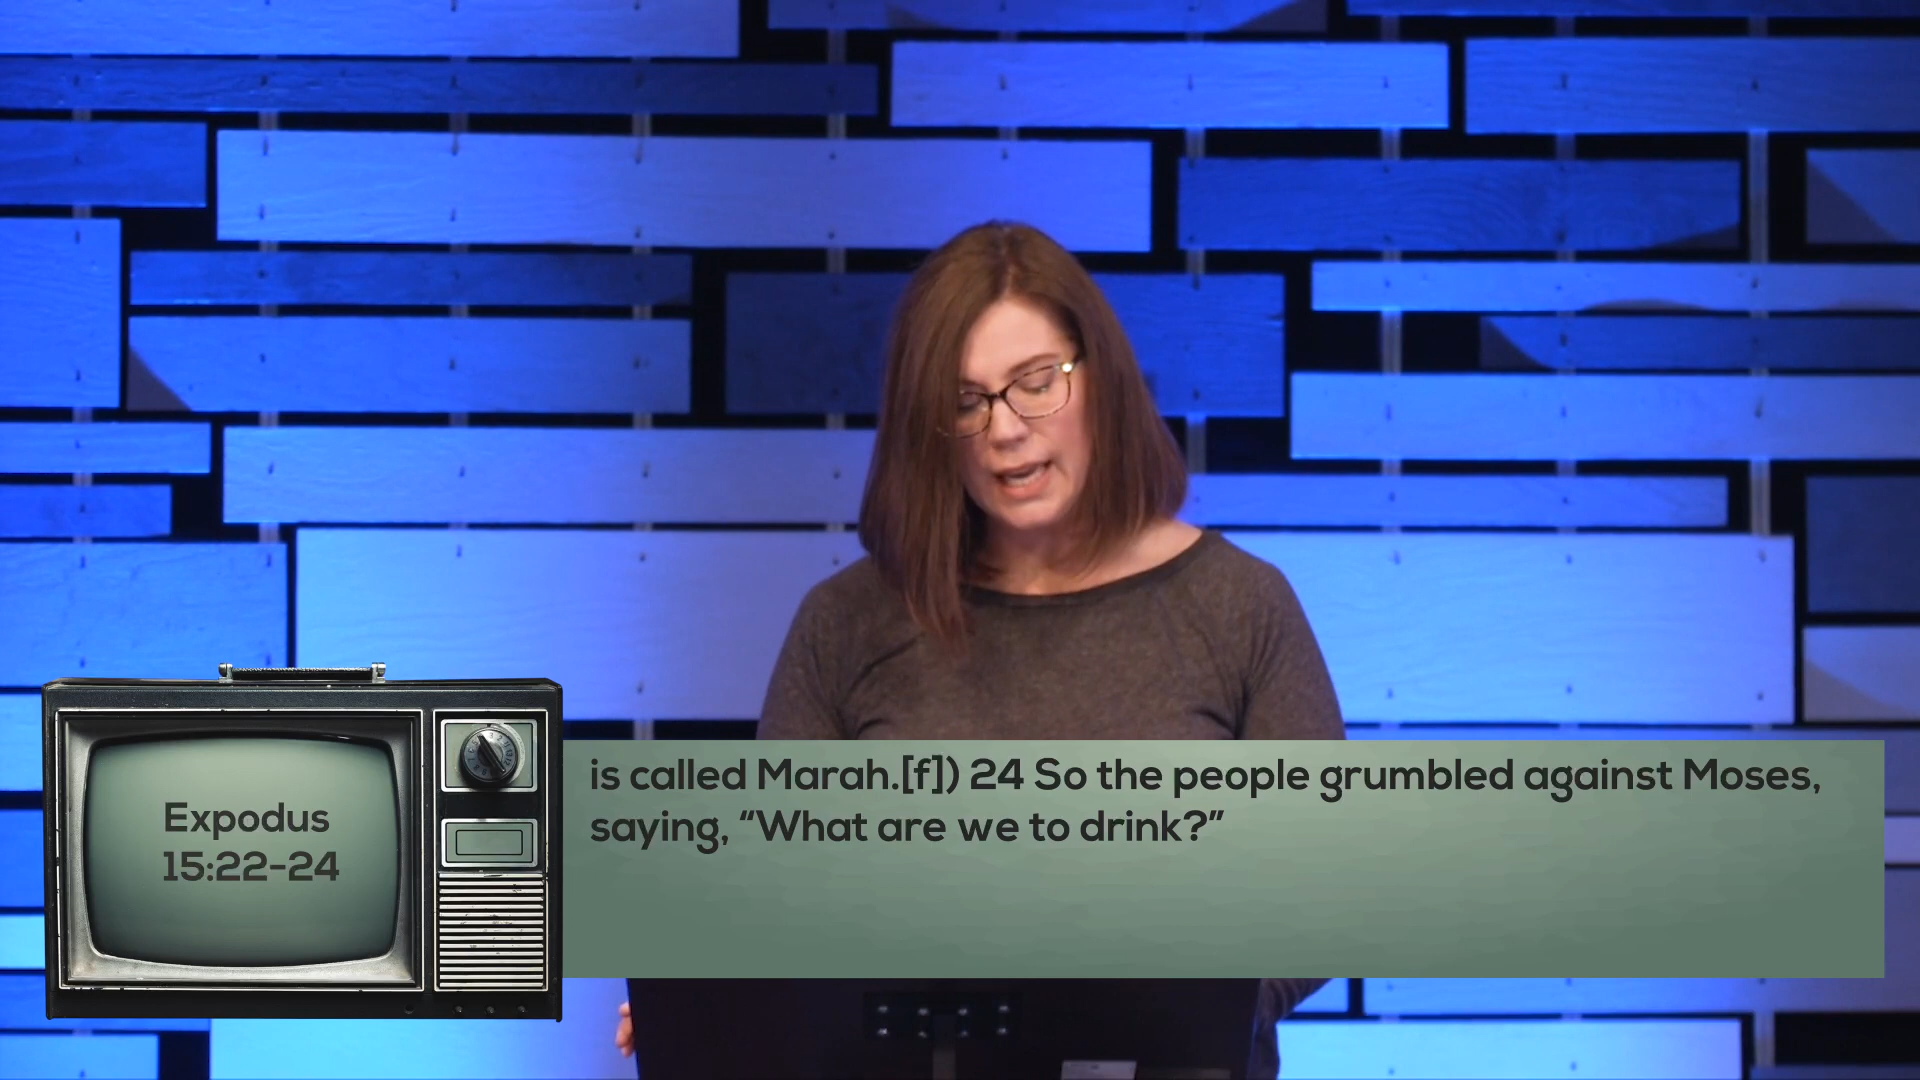 Expodus
15:22-24
is called Marah.[f]) 24 So the people grumbled against Moses,
saying, “What are we to drink?”